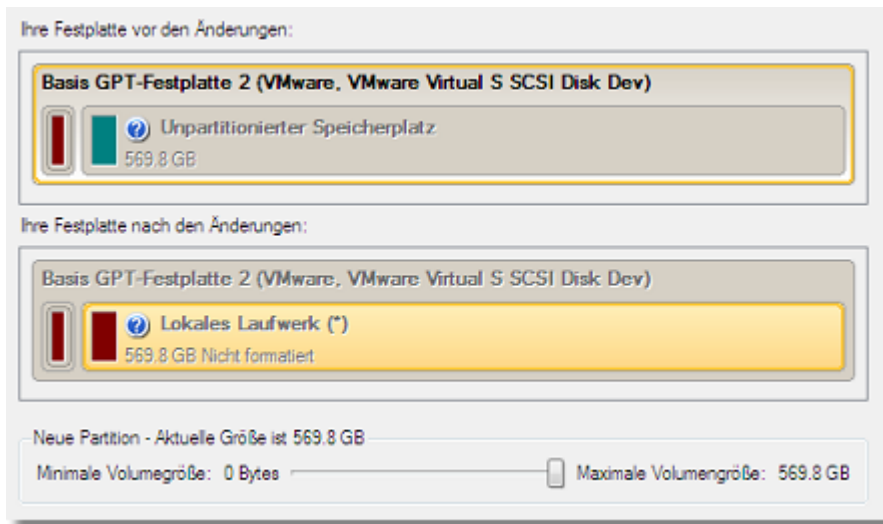 Ihre Festplatte vor den Änderungen:
Basis GPT-Festplatte 2 (VMware, VMware Virtual S SCSI Disk Dev)
Unpartitionierter Speicherplatz
569.8 GB
Ihre Festplatte nach den Änderungen:
Basis GPT-Festplatte 2 (VMware, VMware Virtual S SCSI Disk Dev)
Lokales Laufwerk (*)
569.8 GB Nicht formatiert
Neue Partition - Aktuelle Größe ist 569.8 GB
Minimale Volumegröße: 0 Bytes Maximale Volumengröße: 569.8 GB